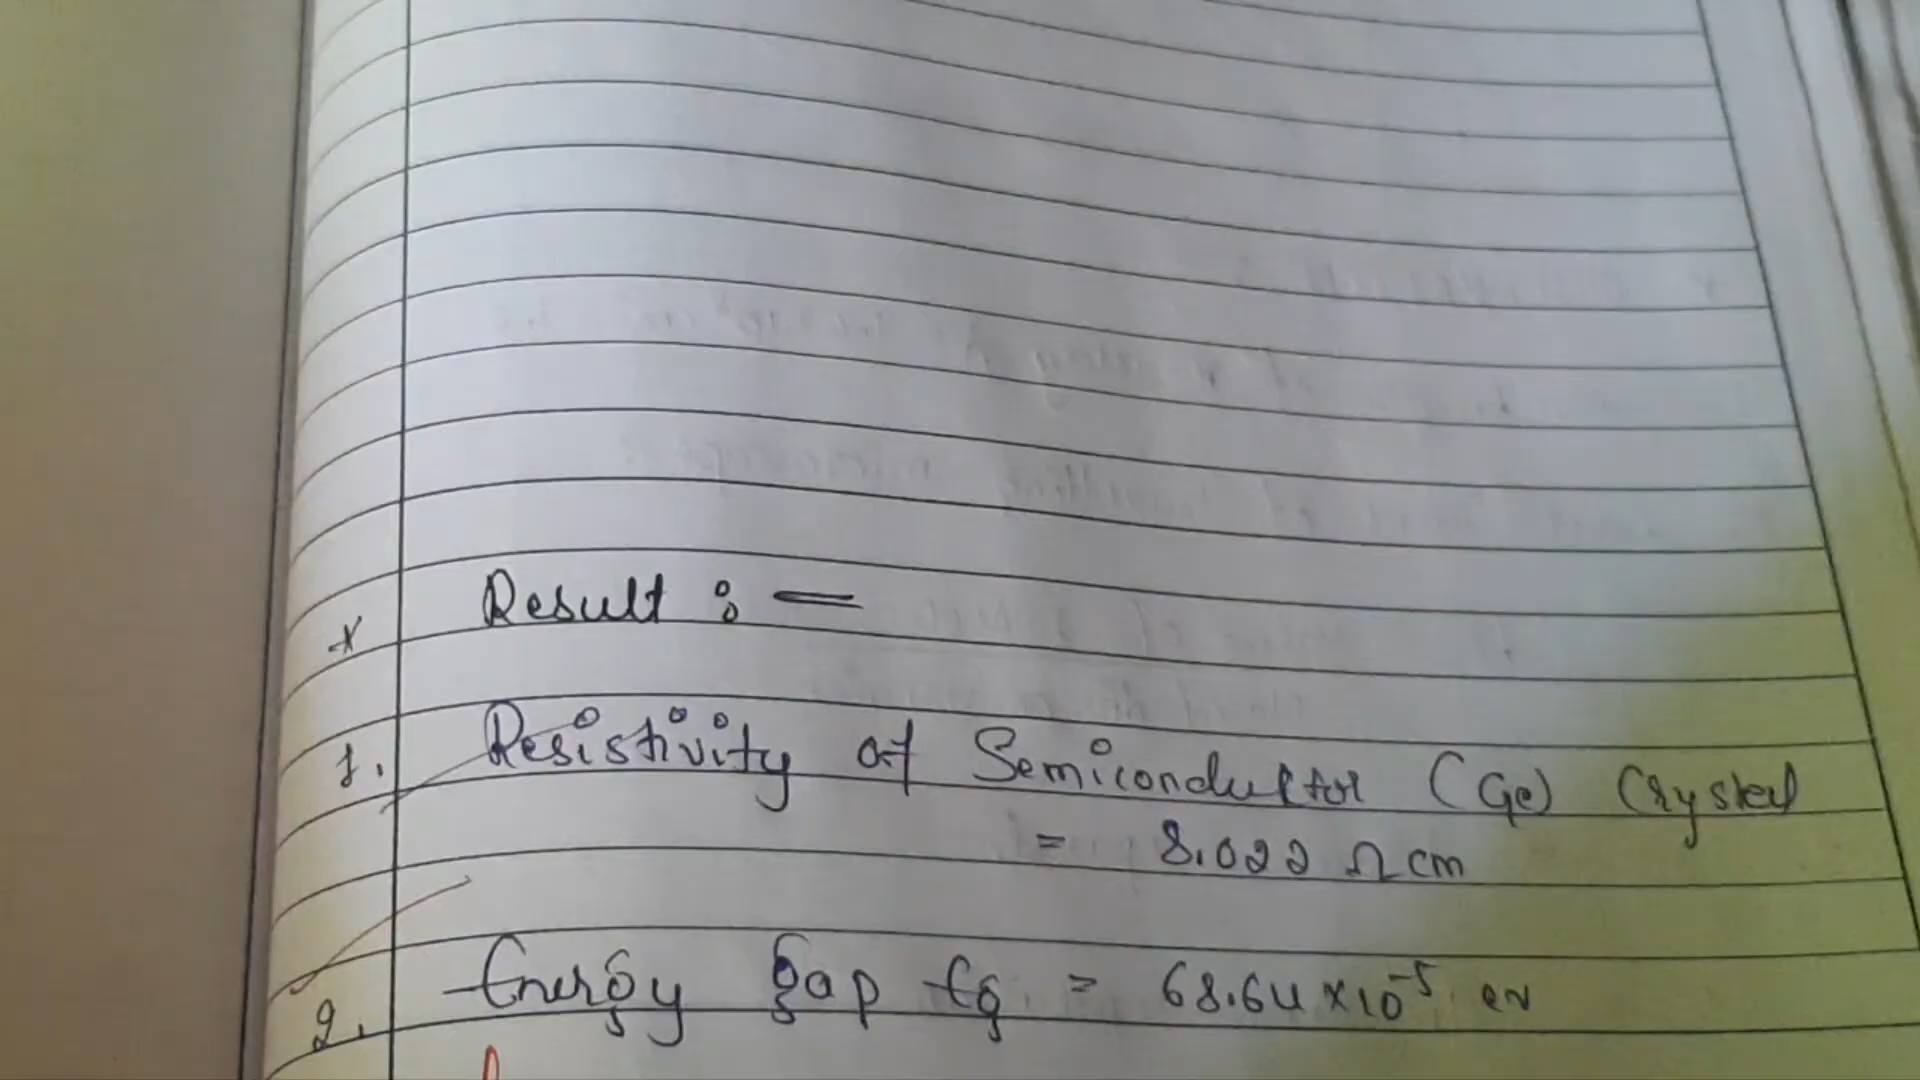 * Result :—
1. Resistivity of Semiconductor (Ge) Crystal
= 8.022 Ω cm
2. Energy Gap Eg = 68.64 × 10⁻⁵ ev